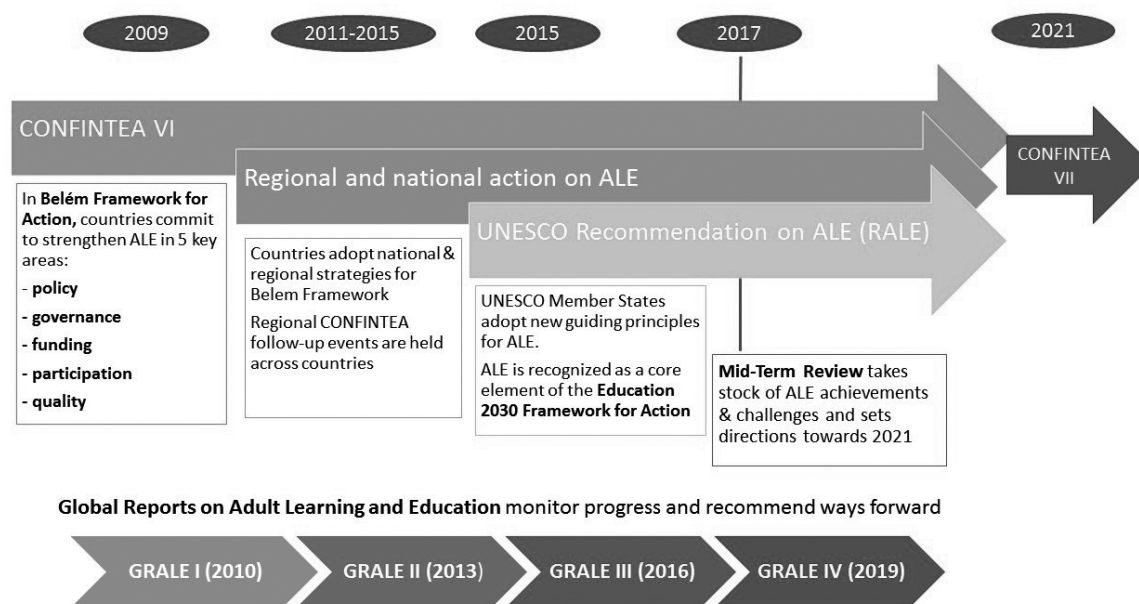 2009
2011-2015
2015
2017
2021
CONFINTEA VI
Regional and national action on ALE
UNESCO Recommendation on ALE (RALE)
CONFINTEA
VII
In Belém Framework for
Action, countries commit
to strengthen ALE in 5 key
areas:
- policy
- governance
- funding
- participation
- quality
Countries adopt national &
regional strategies for
Belem Framework
Regional CONFINTEA
follow-up events are held
across countries
UNESCO Member States
adopt new guiding principles
for ALE.
ALE is recognized as a core
element of the Education
2030 Framework for Action
Mid-Term Review takes
stock of ALE achievements
& challenges and sets
directions towards 2021
Global Reports on Adult Learning and Education monitor progress and recommend ways forward
GRALE I (2010)
GRALE II (2013)
GRALE III (2016)
GRALE IV (2019)